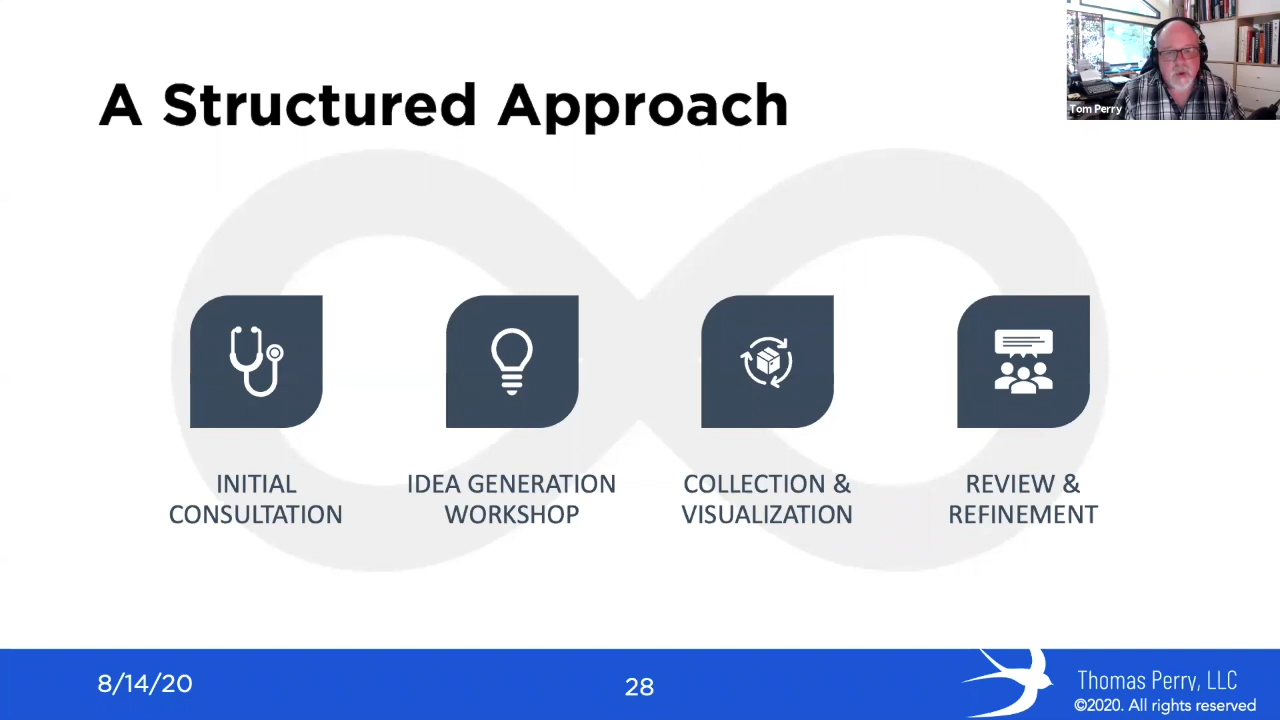 A Structured Approach
Tom Perry
INITIAL
CONSULTATION
IDEA GENERATION
WORKSHOP
COLLECTION &
VISUALIZATION
REVIEW &
REFINEMENT
8/14/20
28
Thomas Perry, LLC
©2020. All rights reserved